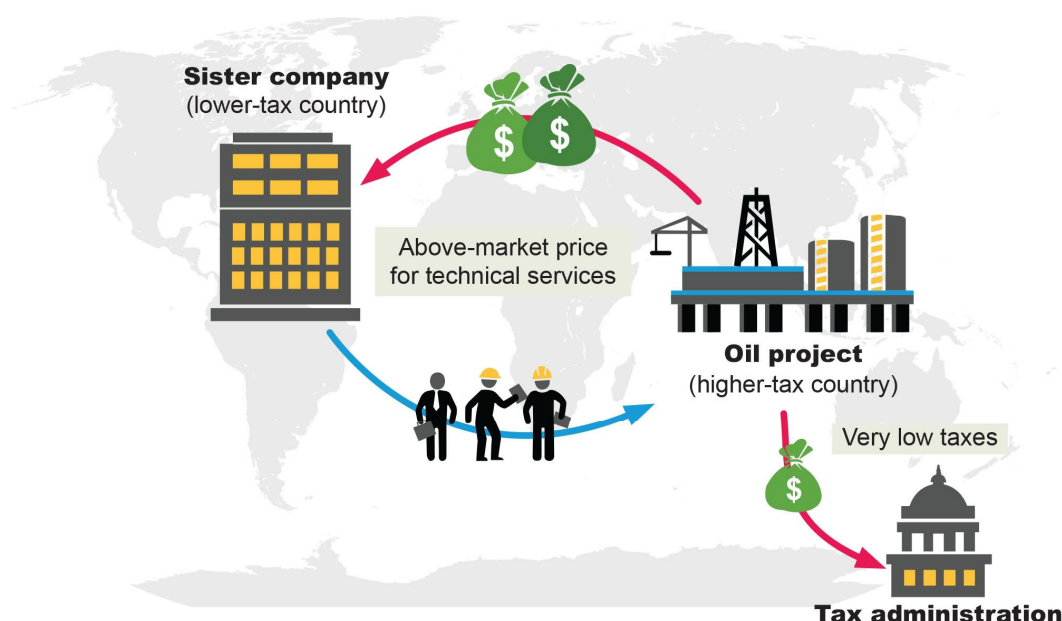 Sister company
(lower-tax country)
$ $
Above-market price
for technical services
Oil project
(higher-tax country)
Very low taxes
$
Tax administration